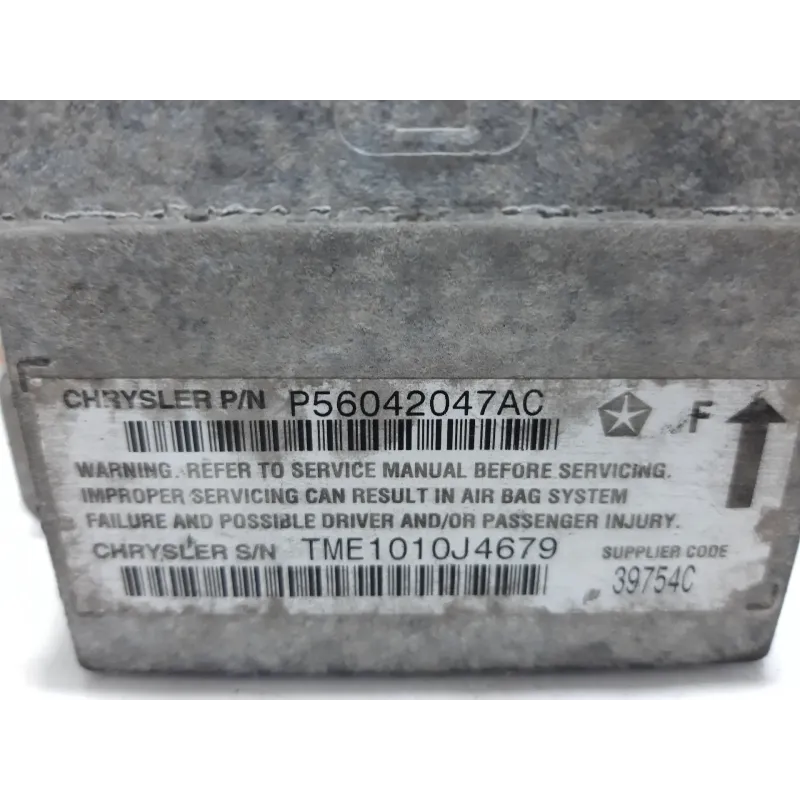 CHRYSLER P/N P56042047AC F
WARNING. REFER TO SERVICE MANUAL BEFORE SERVICING.
IMPROPER SERVICING CAN RESULT IN AIR BAG SYSTEM
FAILURE AND POSSIBLE DRIVER AND/OR PASSENGER INJURY.
CHRYSLER S/N TME1010J4679 SUPPLIER CODE
39754C